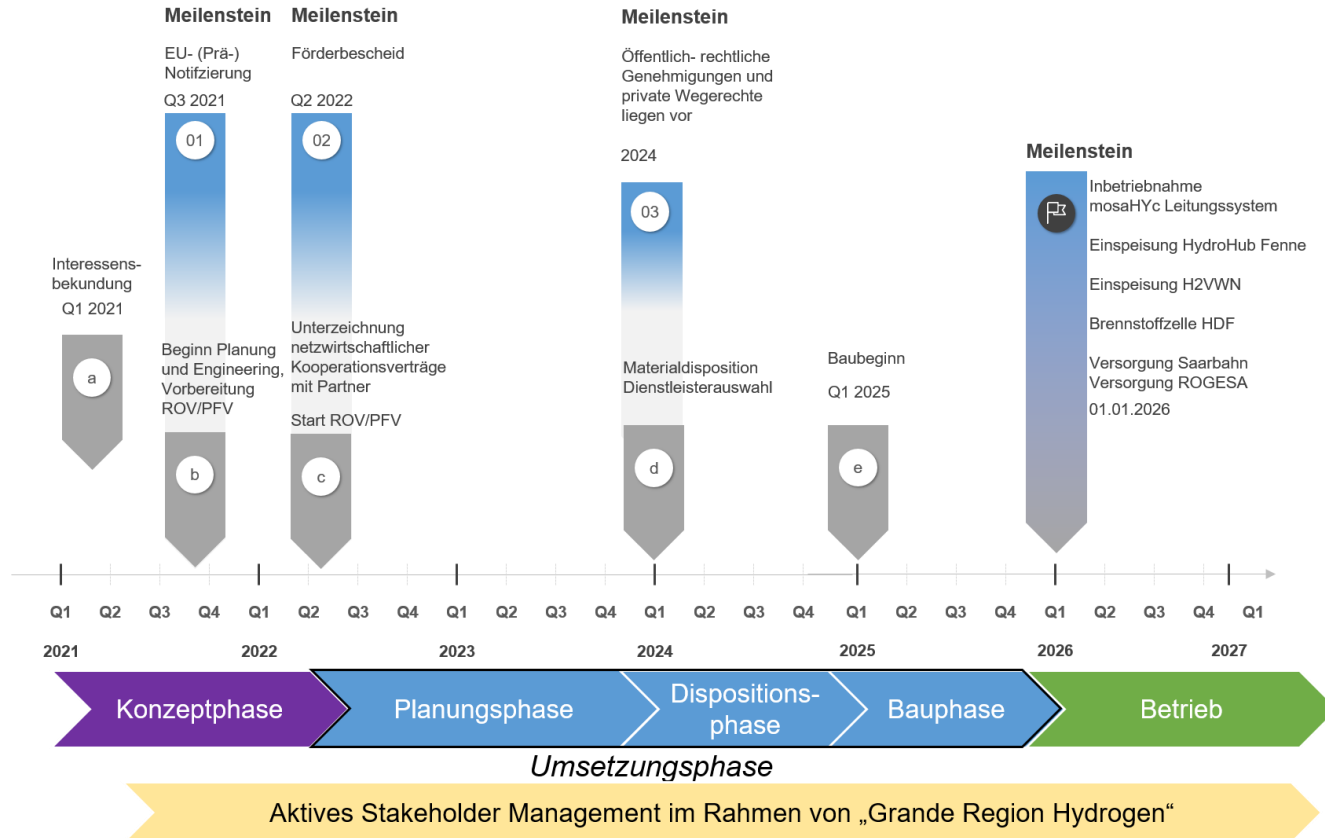 Meilenstein
EU- (Prä-)
Notifzierung
Q3 2021
01
Meilenstein
Förderbescheid
Q2 2022
02
Meilenstein
Öffentlich- rechtliche
Genehmigungen und
private Wegerechte
liegen vor
2024
03
Meilenstein
Inbetriebnahme
mosaHYc Leitungssystem
Einspeisung HydroHub Fenne
Einspeisung H2VWN
Brennstoffzelle HDF
Versorgung Saarbahn
Versorgung ROGESA
01.01.2026
Interessens-
bekundung
Q1 2021
a
Beginn Planung
und Engineering,
Vorbereitung
ROV/PFV
b
Unterzeichnung
netzwirtschaftlicher
Kooperationsverträge
mit Partner
Start ROV/PFV
c
Materialdisposition
Dienstleisterauswahl
d
Baubeginn
Q1 2025
e
Q1 Q2 Q3 Q4 Q1 Q2 Q3 Q4 Q1 Q2 Q3 Q4 Q1 Q2 Q3 Q4 Q1 Q2 Q3 Q4 Q1 Q2 Q3 Q4 Q1
2021 2022 2023 2024 2025 2026 2027
Konzeptphase
Planungsphase
Dispositions-
phase
Bauphase
Betrieb
Umsetzungsphase
Aktives Stakeholder Management im Rahmen von „Grande Region Hydrogen“